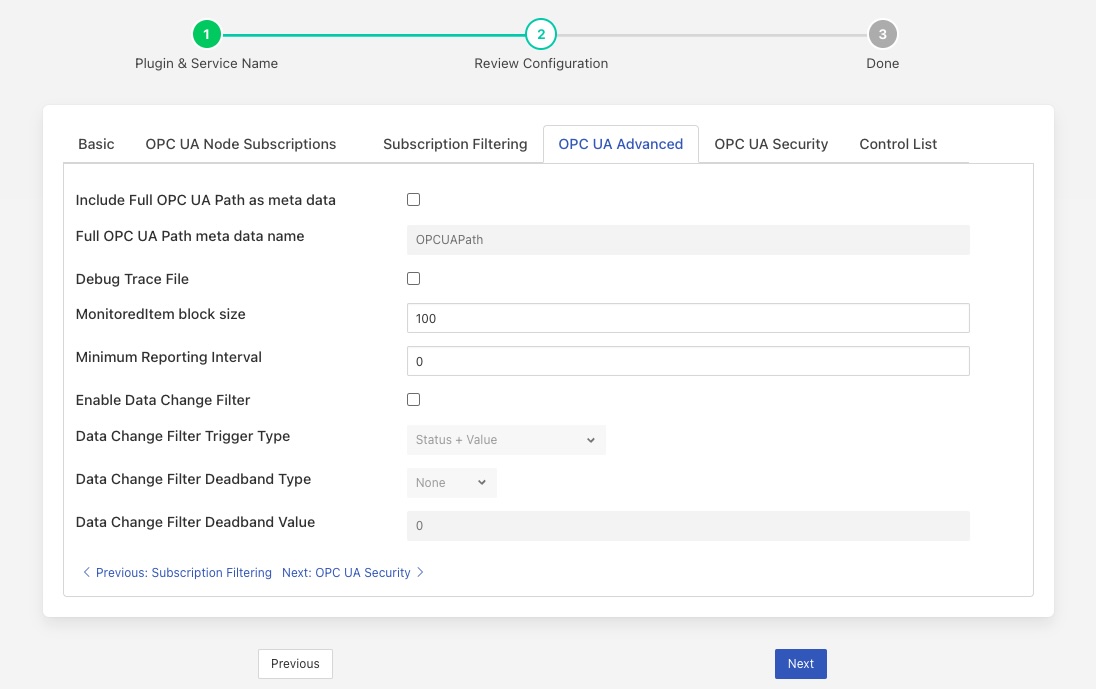 1 2 3
Plugin & Service Name Review Configuration Done
Basic OPC UA Node Subscriptions Subscription Filtering OPC UA Advanced OPC UA Security Control List
Include Full OPC UA Path as meta data
Full OPC UA Path meta data name OPCUAPath
Debug Trace File
MonitoredItem block size 100
Minimum Reporting Interval 0
Enable Data Change Filter
Data Change Filter Trigger Type Status + Value
Data Change Filter Deadband Type None
Data Change Filter Deadband Value 0
Previous: Subscription Filtering Next: OPC UA Security
Previous Next